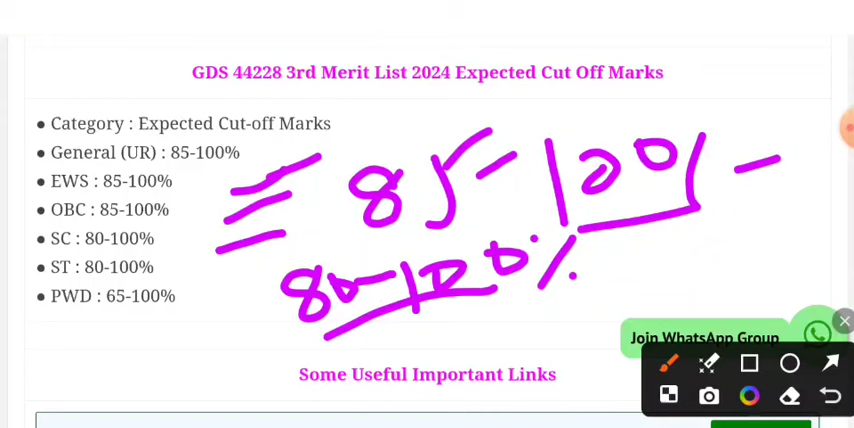 GDS 44228 3rd Merit List 2024 Expected Cut Off Marks
● Category : Expected Cut-off Marks
● General (UR) : 85-100%
● EWS : 85-100%
● OBC : 85-100%
● SC : 80-100%
● ST : 80-100%
● PWD : 65-100%
85-100
80-100%
Join WhatsApp Group
Some Useful Important Links